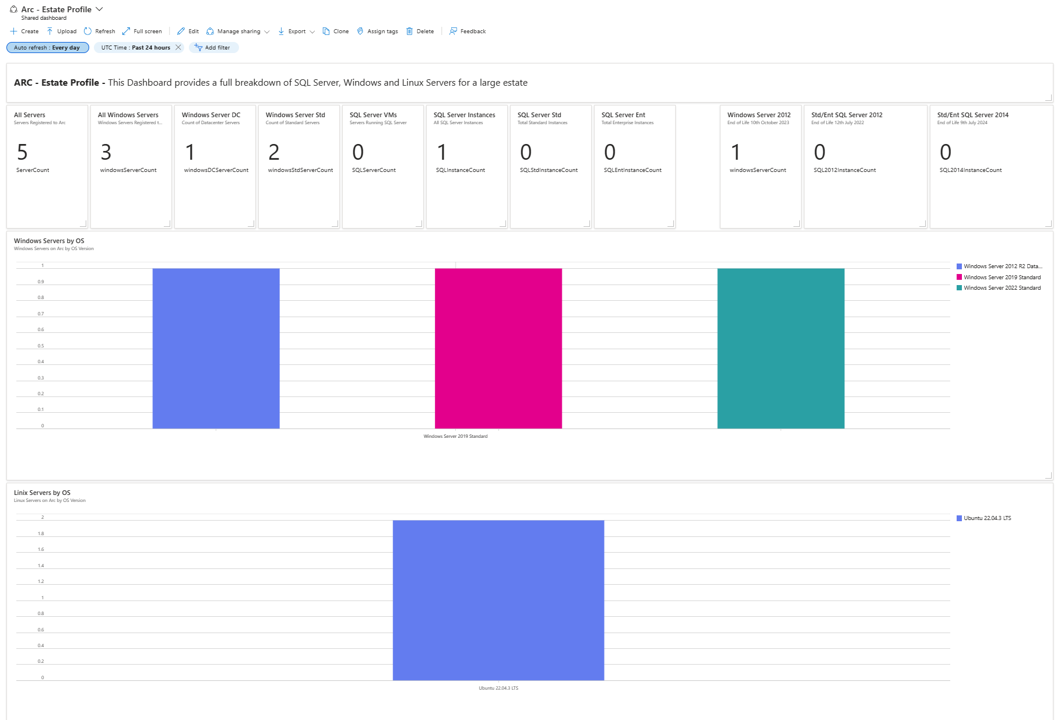 Arc - Estate Profile
Shared dashboard
Create Upload Refresh Full screen Edit Manage sharing Export Clone Assign tags Delete Feedback
Auto refresh : Every day UTC Time : Past 24 hours Add filter
ARC - Estate Profile - This Dashboard provides a full breakdown of SQL Server, Windows and Linux Servers for a large estate
All Servers
Servers Registered to Arc
5
ServerCount
All Windows Servers
Windows Servers Registered t...
3
windowsServerCount
Windows Server DC
Count of Datacenter Servers
1
windowsDCServerCount
Windows Server Std
Count of Standard Servers
2
windowsStdServerCount
SQL Server VMs
Servers Running SQL Server
0
SQLServerCount
SQL Server Instances
All SQL Server Instances
1
SQLInstanceCount
SQL Server Std
Total Standard Instances
0
SQLStdInstanceCount
SQL Server Ent
Total Enterprise Instances
0
SQLEntInstanceCount
Windows Server 2012
End of Life 10th October 2023
1
windowsServerCount
Std/Ent SQL Server 2012
End of Life 12th July 2022
0
SQL2012InstanceCount
Std/Ent SQL Server 2014
End of Life 9th July 2024
0
SQL2014InstanceCount
Windows Servers by OS
Windows Servers on Arc by OS Version
1
0.9
0.8
0.7
0.6
0.5
0.4
0.3
0.2
0.1
0
Windows Server 2019 Standard
Windows Server 2012 R2 Data...
Windows Server 2019 Standard
Windows Server 2022 Standard
Linix Servers by OS
Linux Servers on Arc by OS Version
2
1.8
1.6
1.4
1.2
1
0.8
0.6
0.4
0.2
0
Ubuntu 22.04.3 LTS
Ubuntu 22.04.3 LTS